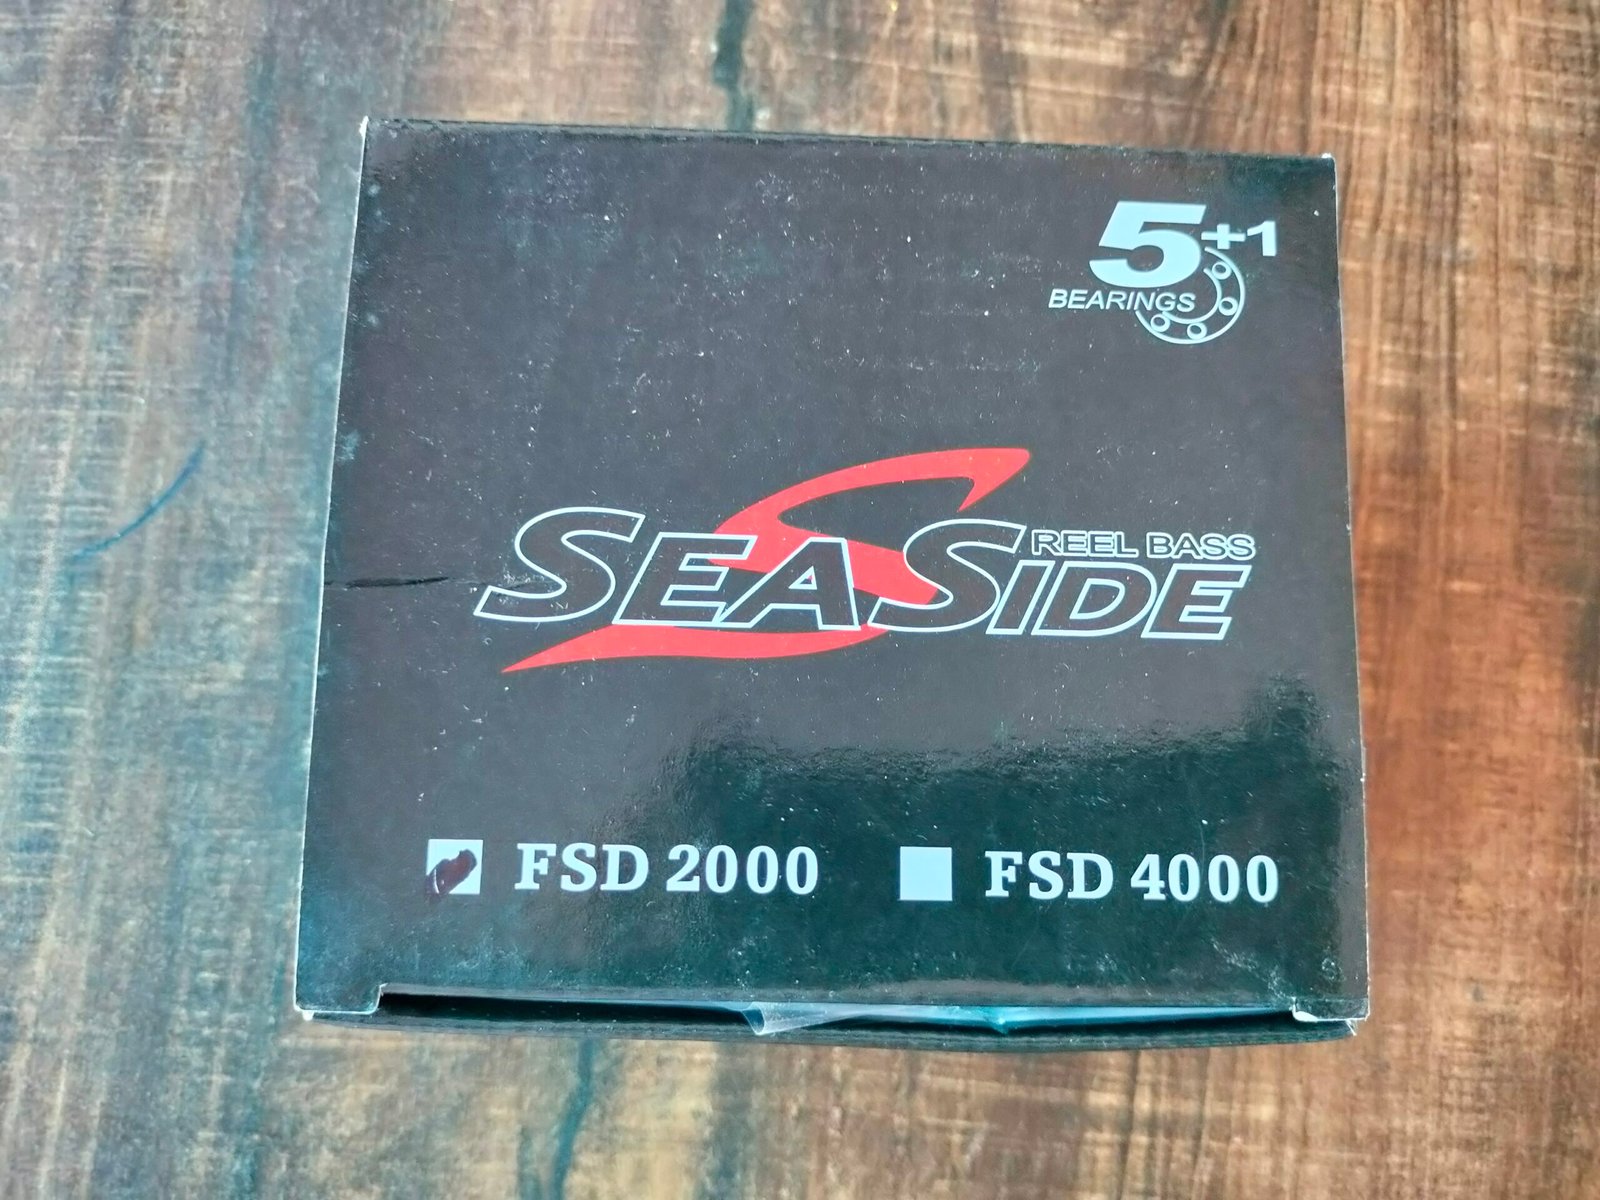 5+1
BEARINGS
REEL BASS
SEASIDE
FSD 2000
FSD 4000